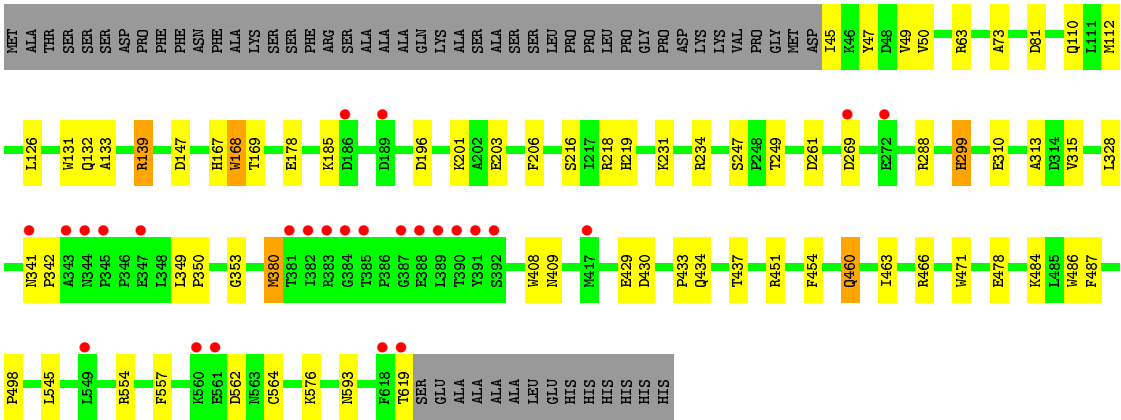 MET ALA THR SER SER SER ASP PRO PHE PHE ASN PHE ALA LYS SER SER PHE ARG SER ALA ALA ALA GLN LYS ALA SER ALA SER SER LEU PRO PRO LEU PRO GLY PRO ASP LYS LYS VAL PRO GLY MET ASP I45 K46 Y47 D48 V49 V50 R63 A73 D81 Q110 L111 M112
L126 W131 Q132 A133 R139 D147 H167 W168 T169 E178 K185 D186 D189 D196 K201 A202 E203 F206 S216 I217 R218 H219 K231 R234 S247 P248 T249 D261 D269 E272 R288 H299 E310 A313 D314 V315 L328
N341 P342 A343 N344 P345 P346 E347 L348 L349 P350 G353 M380 T381 I382 R383 G384 T385 P386 G387 E388 L389 T390 Y391 S392 W408 N409 M417 E429 D430 P433 Q434 T437 R451 F454 Q460 I463 R466 W471 E478 K484 L485 W486 F487
P498 L545 L549 R554 F557 K560 E561 D562 N563 C564 K576 N593 F618 T619 SER GLU ALA ALA ALA ALA LEU GLU HIS HIS HIS HIS HIS HIS